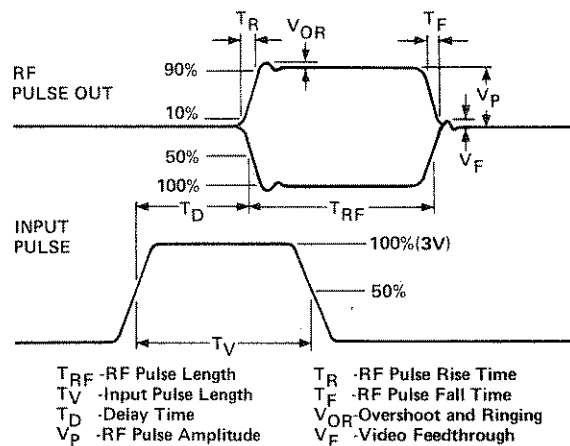 T_R
V_OR
T_F
RF
PULSE OUT
90%
10%
50%
100%
V_P
V_F
T_D
T_RF
INPUT
PULSE
100%(3V)
50%
T_V
T_RF -RF Pulse Length
T_V -Input Pulse Length
T_D -Delay Time
V_P -RF Pulse Amplitude
T_R -RF Pulse Rise Time
T_F -RF Pulse Fall Time
V_OR-Overshoot and Ringing
V_F -Video Feedthrough